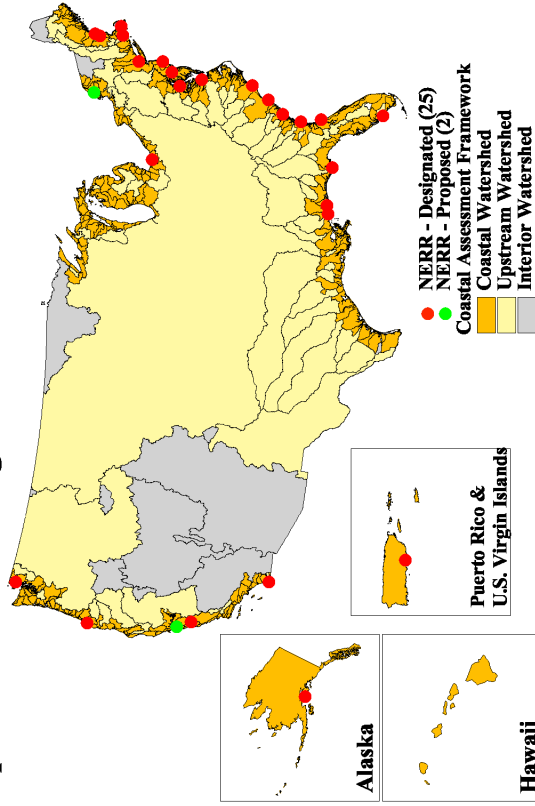 NERR - Designated (25)
NERR - Proposed (2)
Coastal Assessment Framework
Coastal Watershed
Upstream Watershed
Interior Watershed
Puerto Rico &
U.S. Virgin Islands
Alaska
Hawaii